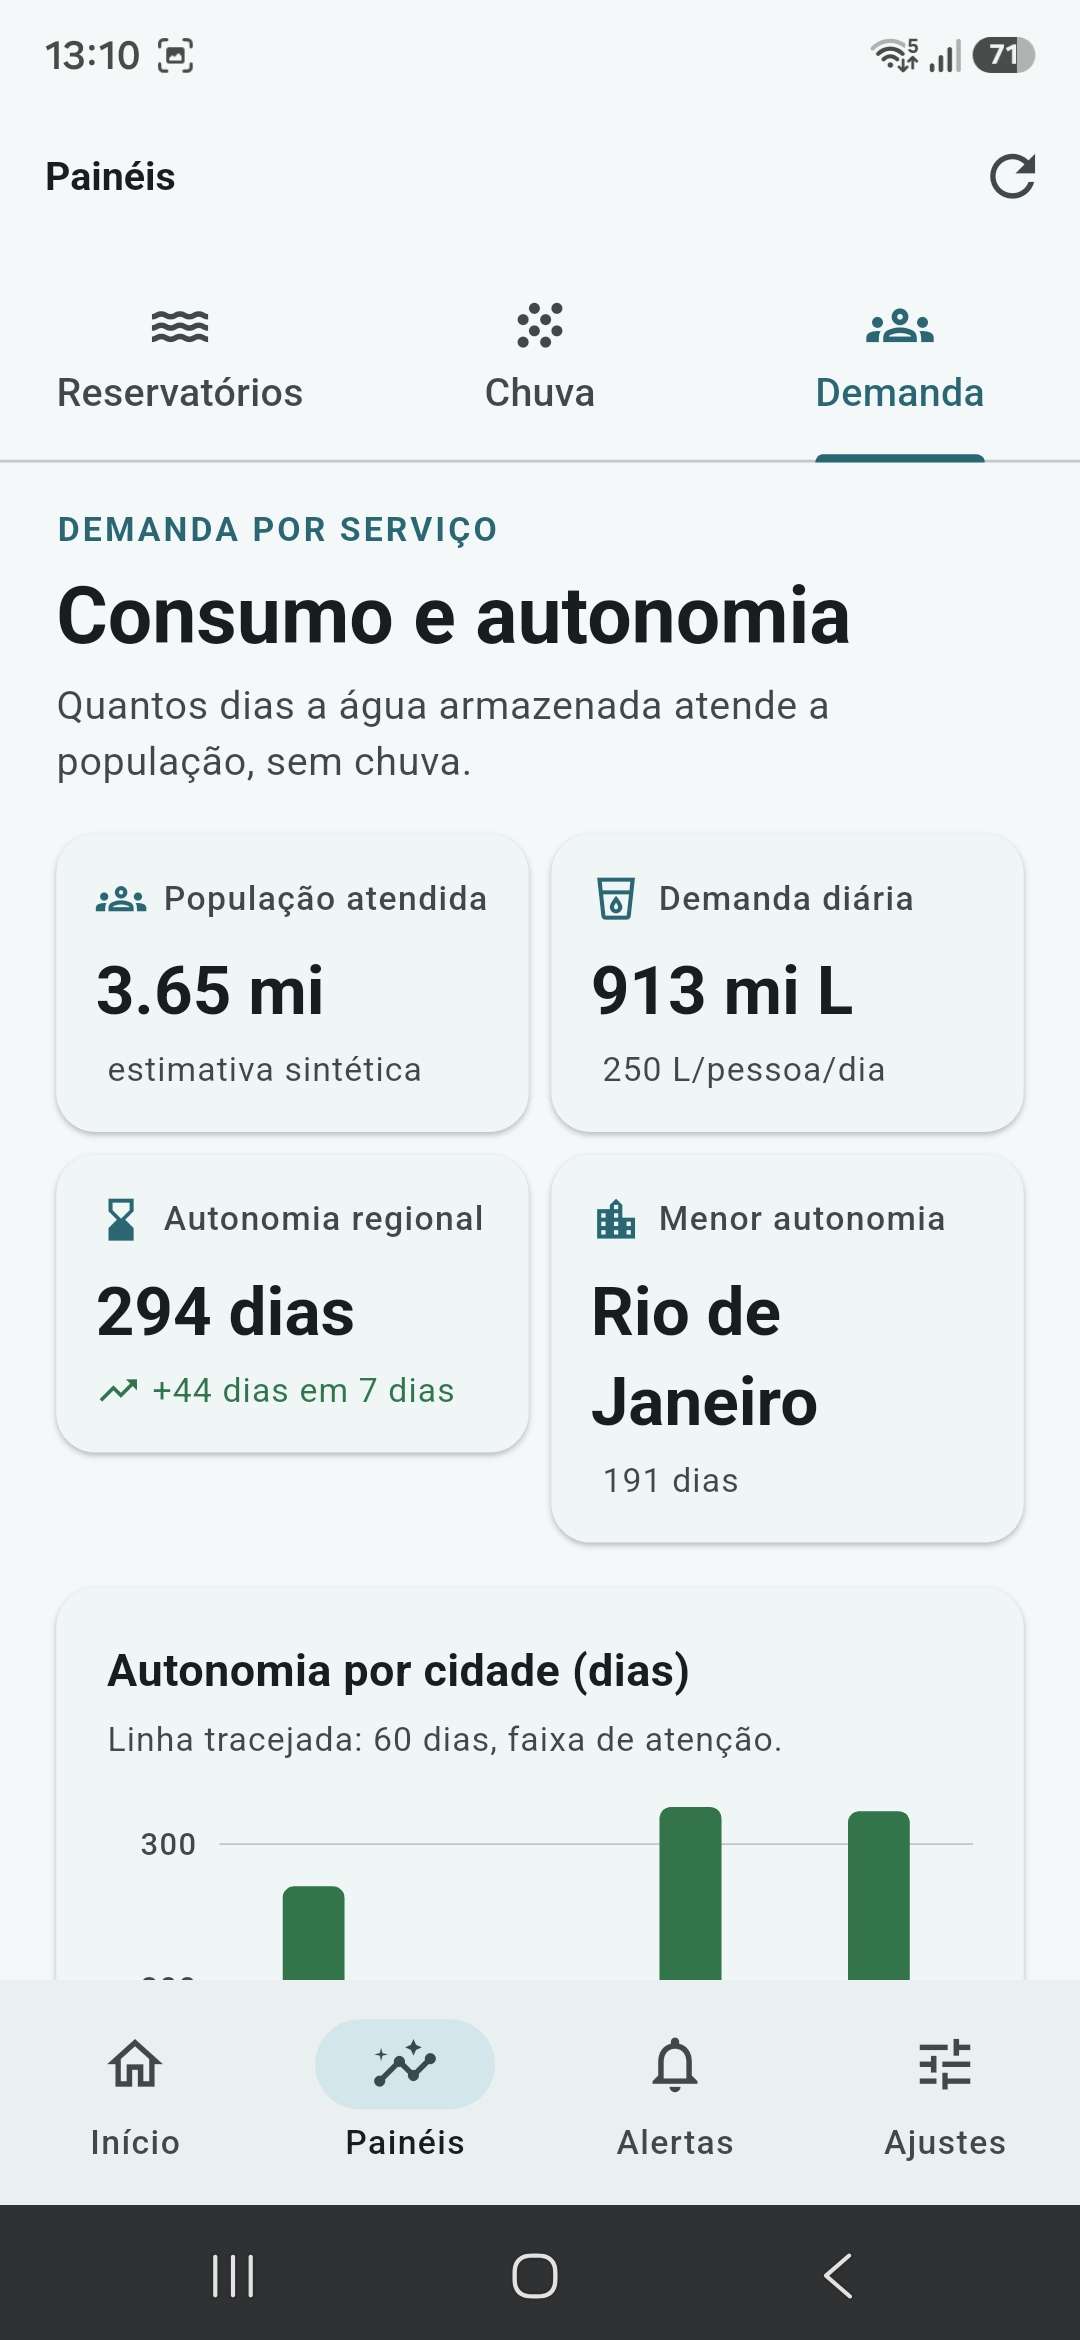 13:10
5
71
Painéis
Reservatórios
Chuva
Demanda
DEMANDA POR SERVIÇO
Consumo e autonomia
Quantos dias a água armazenada atende a
população, sem chuva.
População atendida
3.65 mi
estimativa sintética
Demanda diária
913 mi L
250 L/pessoa/dia
Autonomia regional
294 dias
+44 dias em 7 dias
Menor autonomia
Rio de
Janeiro
191 dias
Autonomia por cidade (dias)
Linha tracejada: 60 dias, faixa de atenção.
300
Início
Painéis
Alertas
Ajustes